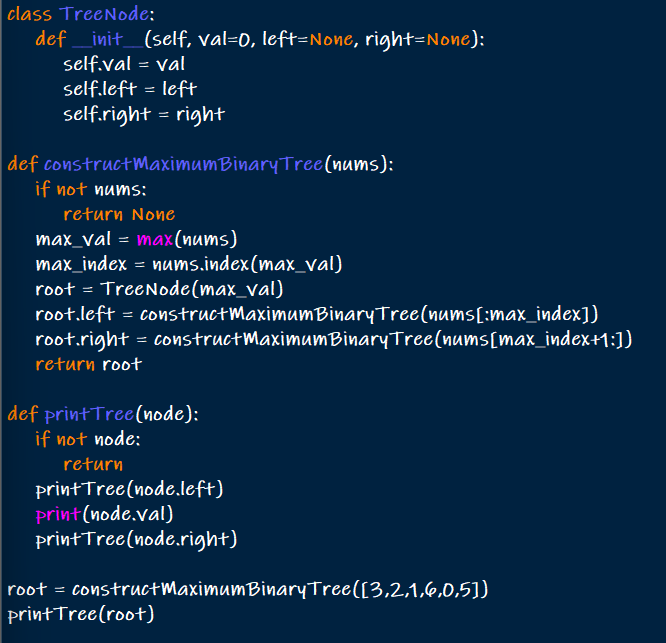 class TreeNode:
    def __init__(self, val=0, left=None, right=None):
        self.val = val
        self.left = left
        self.right = right

def constructMaximumBinaryTree(nums):
    if not nums:
        return None
    max_val = max(nums)
    max_index = nums.index(max_val)
    root = TreeNode(max_val)
    root.left = constructMaximumBinaryTree(nums[:max_index])
    root.right = constructMaximumBinaryTree(nums[max_index+1:])
    return root

def printTree(node):
    if not node:
        return
    printTree(node.left)
    print(node.val)
    printTree(node.right)

root = constructMaximumBinaryTree([3,2,1,6,0,5])
printTree(root)